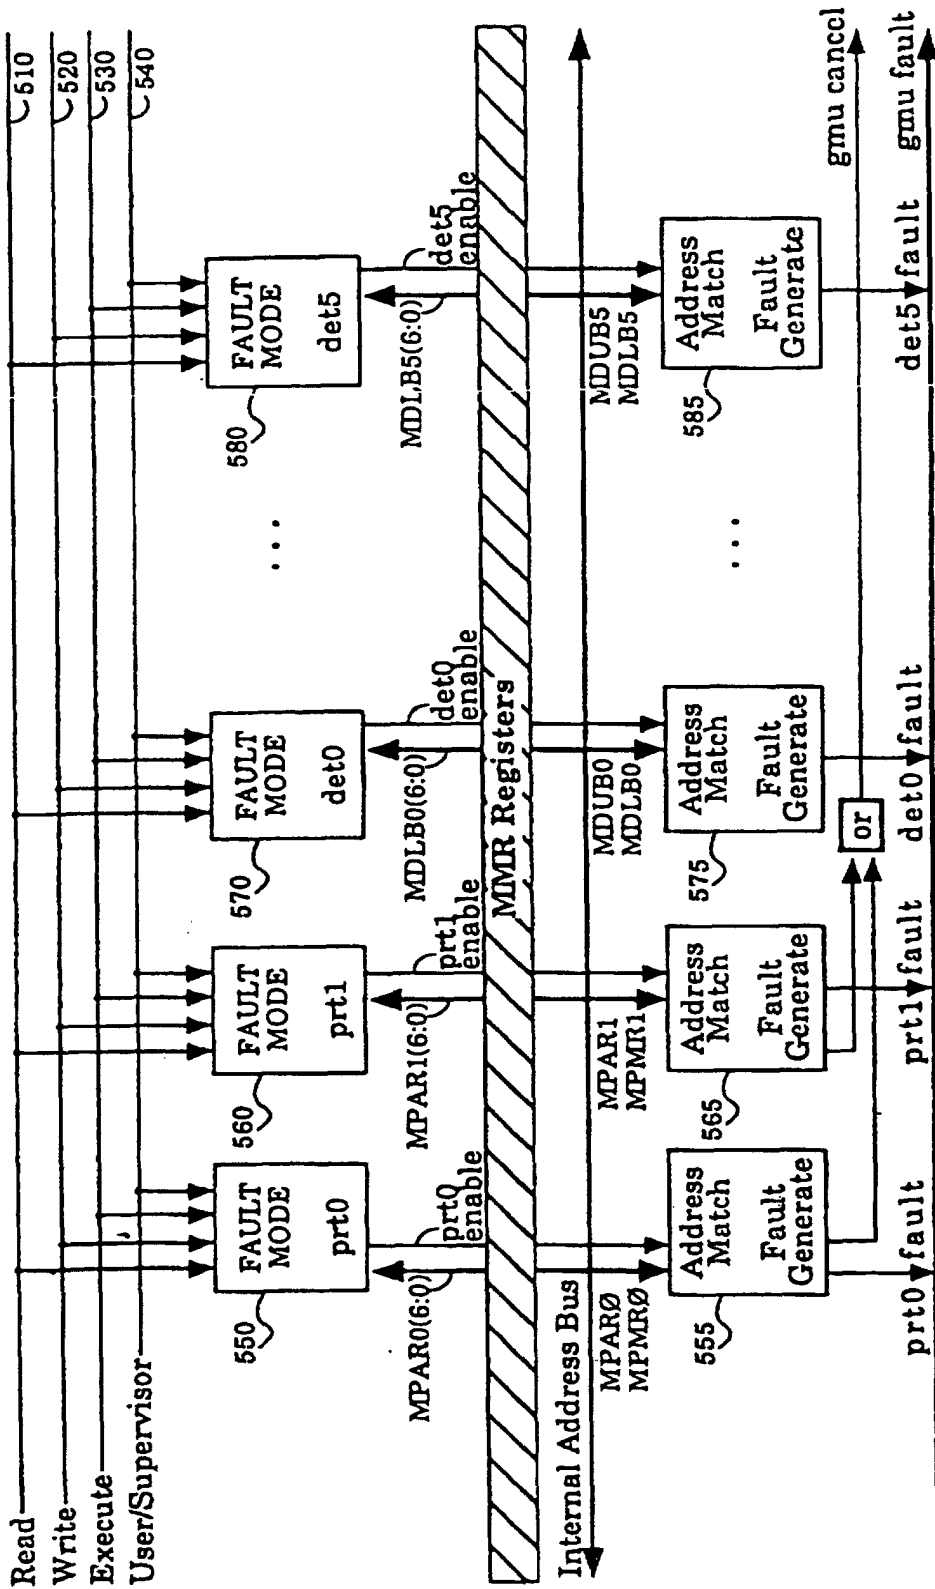 Read
Write
Execute
User/Supervisor
510
520
530
540
FAULT
MODE
prt0
550
FAULT
MODE
prt1
560
FAULT
MODE
det0
570
. . .
FAULT
MODE
det5
580
MPAR0(6:0)
prt0
enable
MPAR1(6:0)
prt1
enable
MDLB0(6:0)
det0
enable
MDLB5(6:0)
det5
enable
MMR Registers
Internal Address Bus
MPARØ
MPMRØ
MPAR1
MPMR1
MDUB0
MDLB0
MDUB5
MDLB5
Address
Match
Fault
Generate
555
Address
Match
Fault
Generate
565
Address
Match
Fault
Generate
575
. . .
Address
Match
Fault
Generate
585
or
gmu cancel
prt0 fault
prt1 fault
det0 fault
det5 fault
gmu fault